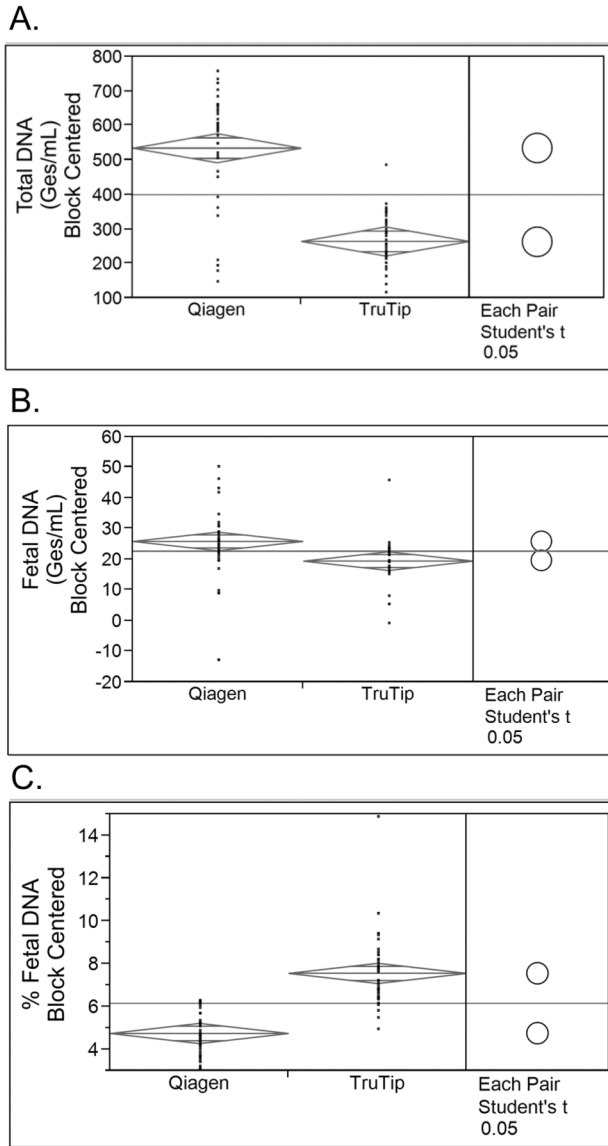 A.
Total DNA
(Ges/mL)
Block Centered
800
700
600
500
400
300
200
100
Qiagen
TruTip
Each Pair
Student's t
0.05
B.
Fetal DNA
(Ges/mL)
Block Centered
60
50
40
30
20
10
0
-10
-20
Qiagen
TruTip
Each Pair
Student's t
0.05
C.
% Fetal DNA
Block Centered
14
12
10
8
6
4
Qiagen
TruTip
Each Pair
Student's t
0.05